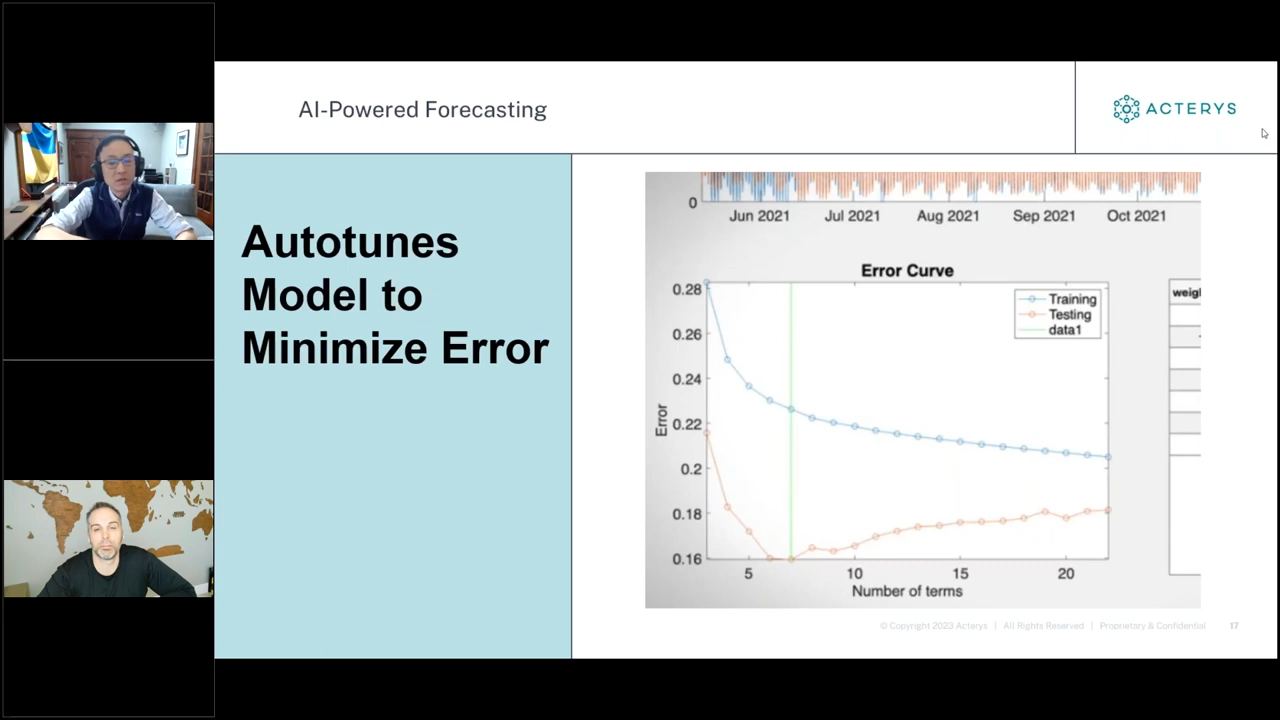 AI-Powered Forecasting
ACTERYS
Autotunes
Model to
Minimize Error
0
Jun 2021 Jul 2021 Aug 2021 Sep 2021 Oct 2021
Error Curve
Training
Testing
data1
0.28
0.26
0.24
0.22
0.2
0.18
0.16
Error
5 10 15 20
Number of terms
© Copyright 2023 Acterys | All Rights Reserved | Proprietary & Confidential 17